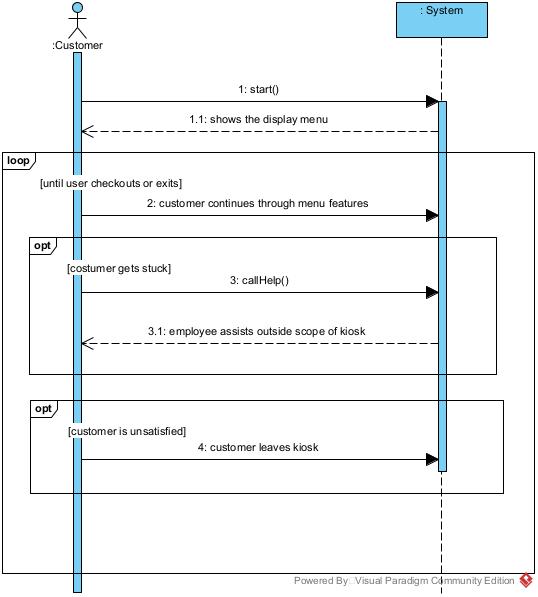 : System
:Customer
1: start()
1.1: shows the display menu
loop
[until user checkouts or exits]
2: customer continues through menu features
opt
[costumer gets stuck]
3: callHelp()
3.1: employee assists outside scope of kiosk
opt
[customer is unsatisfied]
4: customer leaves kiosk
Powered By Visual Paradigm Community Edition